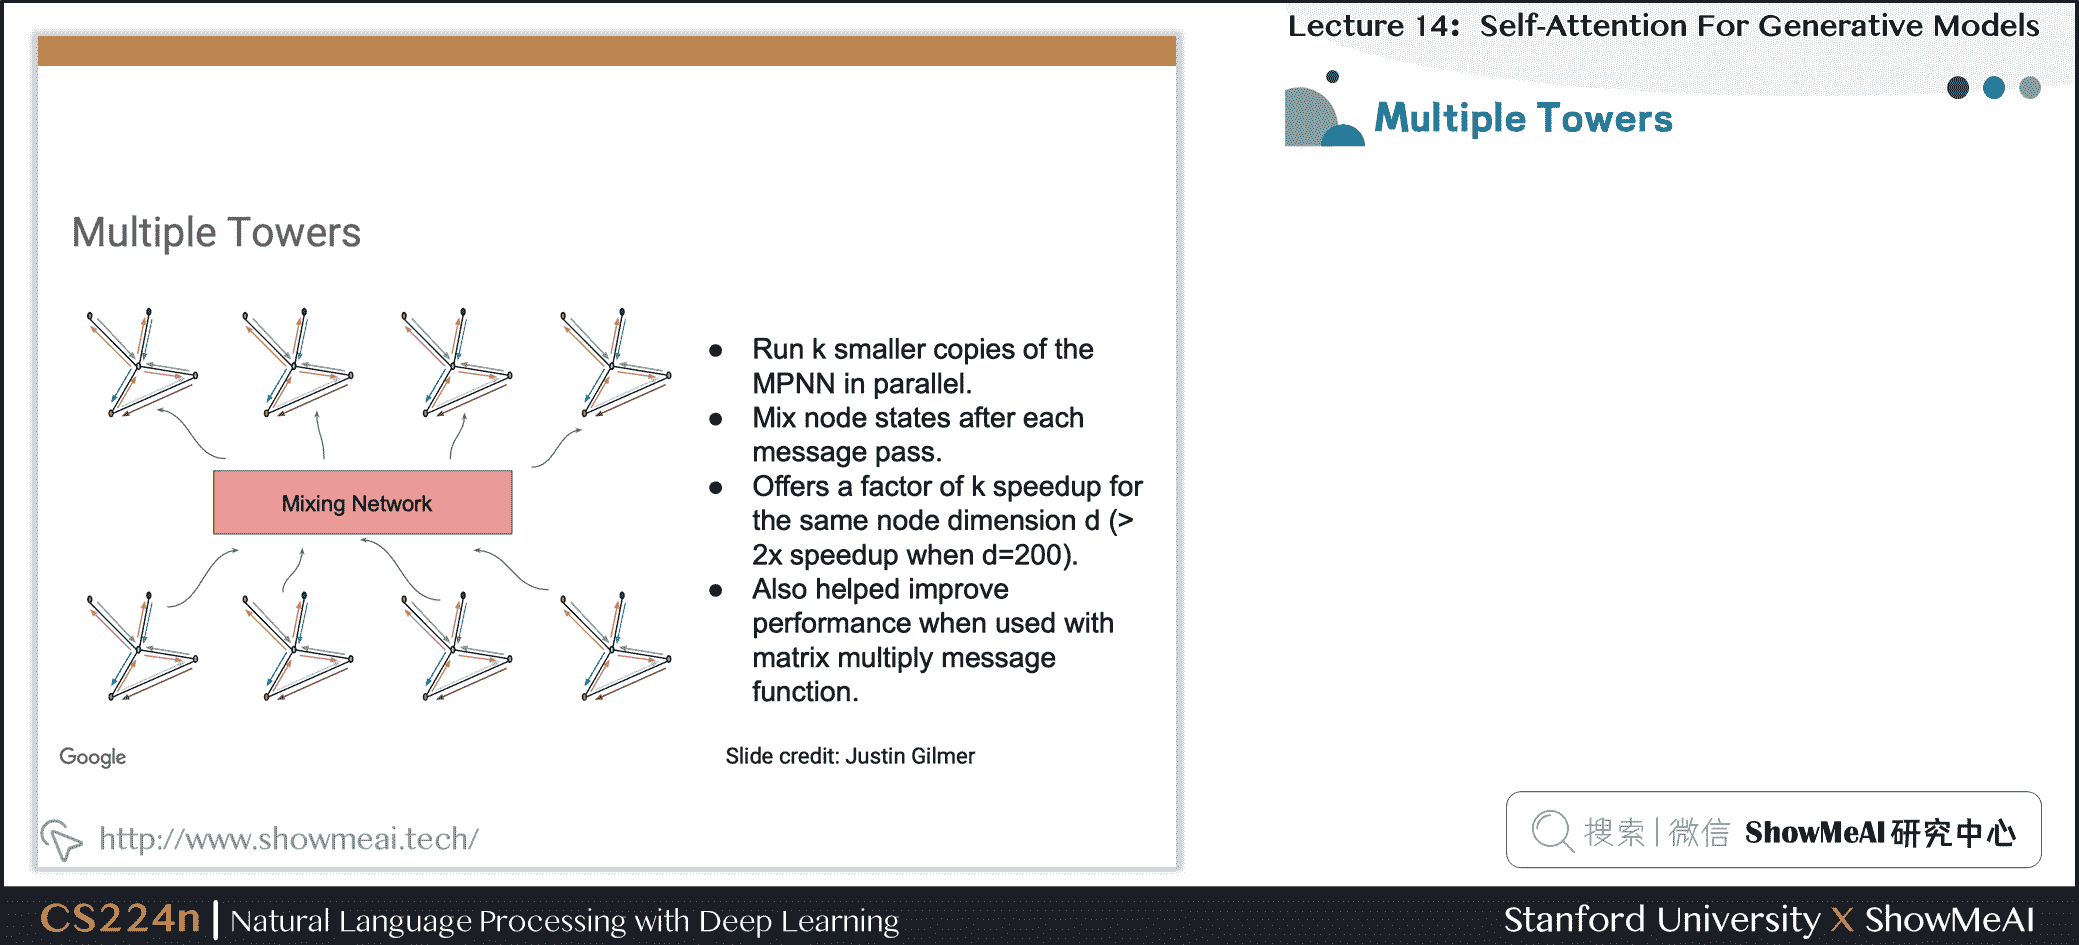 Lecture 14: Self-Attention For Generative Models
Multiple Towers
Multiple Towers
Mixing Network
● Run k smaller copies of the
MPNN in parallel.
● Mix node states after each
message pass.
● Offers a factor of k speedup for
the same node dimension d (>
2x speedup when d=200).
● Also helped improve
performance when used with
matrix multiply message
function.
Google
Slide credit: Justin Gilmer
http://www.showmeai.tech/
搜索 | 微信 ShowMeAI 研究中心
CS224n | Natural Language Processing with Deep Learning
Stanford University X ShowMeAI